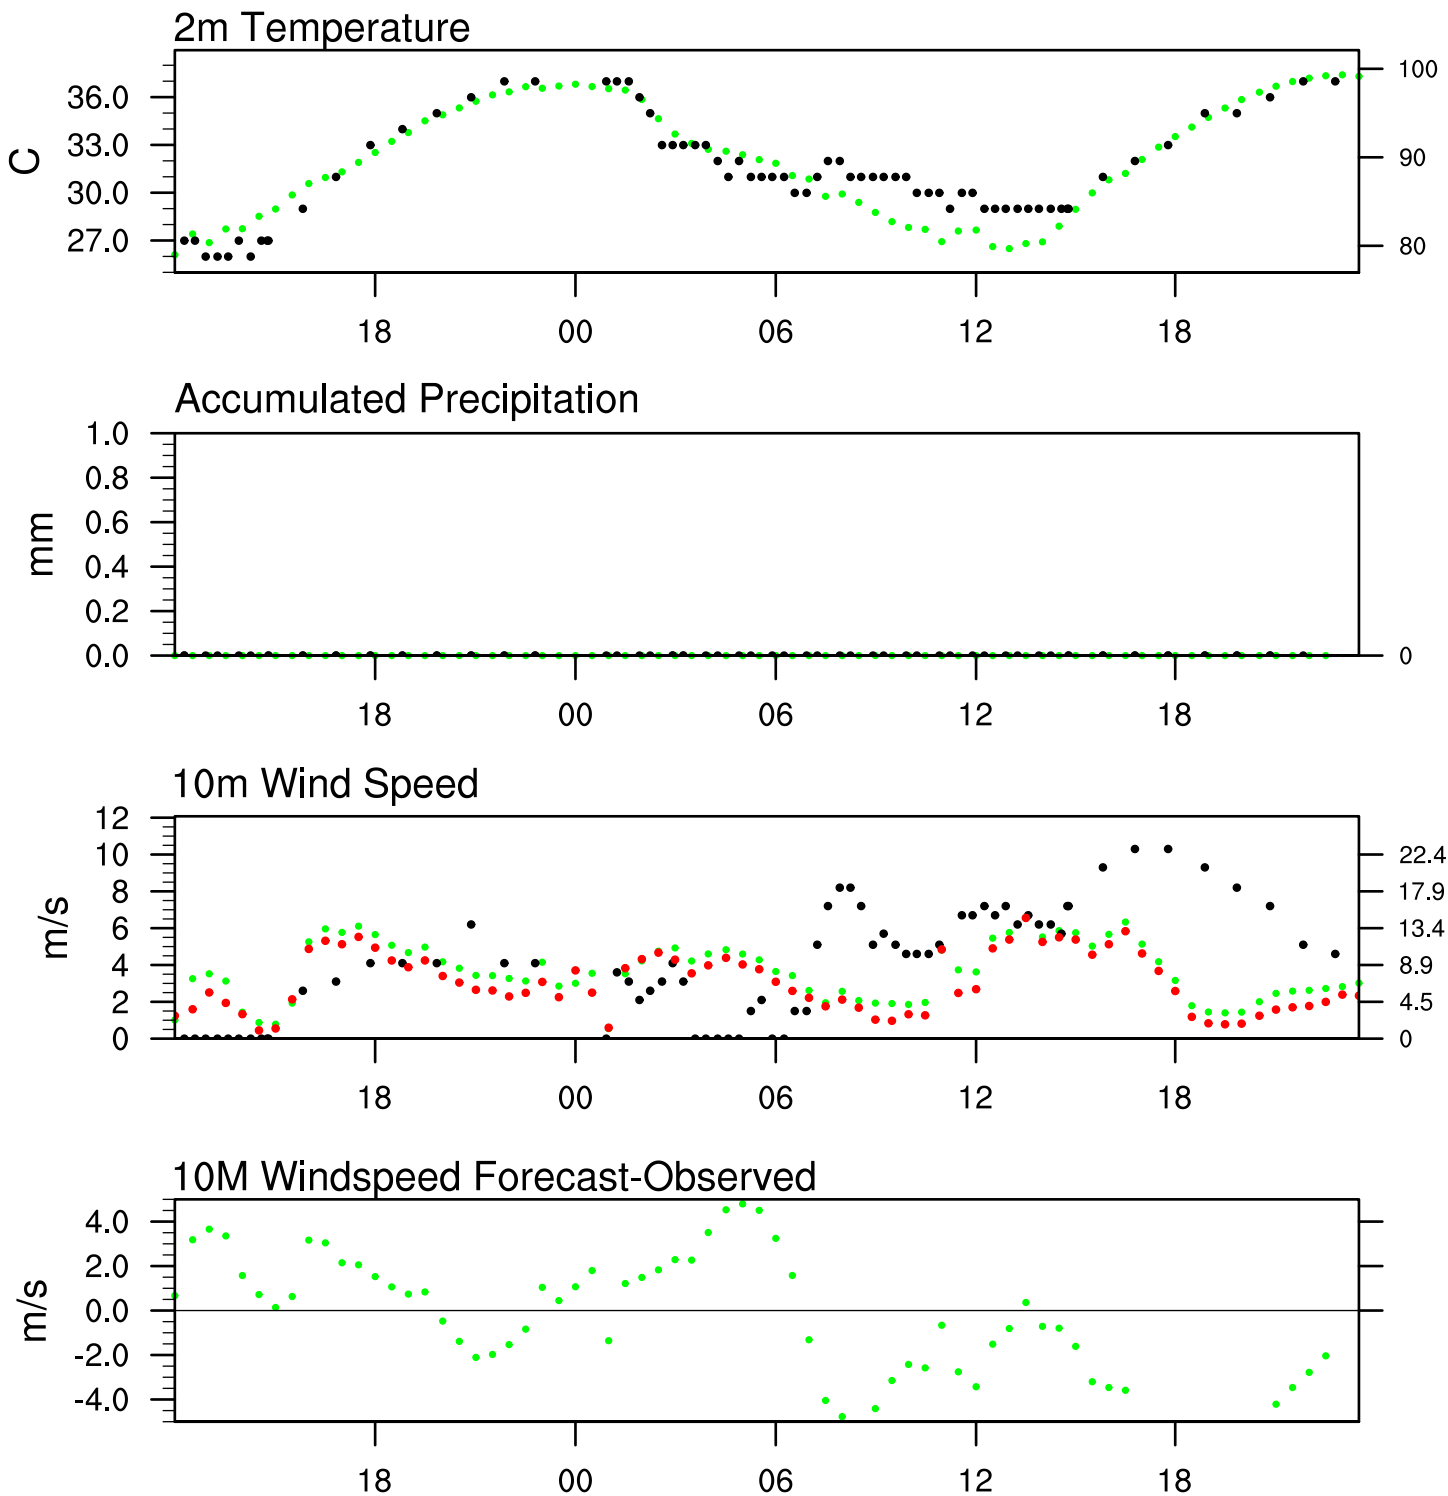 2m Temperature
C
36.0
33.0
30.0
27.0
100
90
80
18 00 06 12 18
Accumulated Precipitation
mm
1.0
0.8
0.6
0.4
0.2
0.0
0
18 00 06 12 18
10m Wind Speed
m/s
12
10
8
6
4
2
0
22.4
17.9
13.4
8.9
4.5
0
18 00 06 12 18
10M Windspeed Forecast-Observed
m/s
4.0
2.0
0.0
-2.0
-4.0
18 00 06 12 18